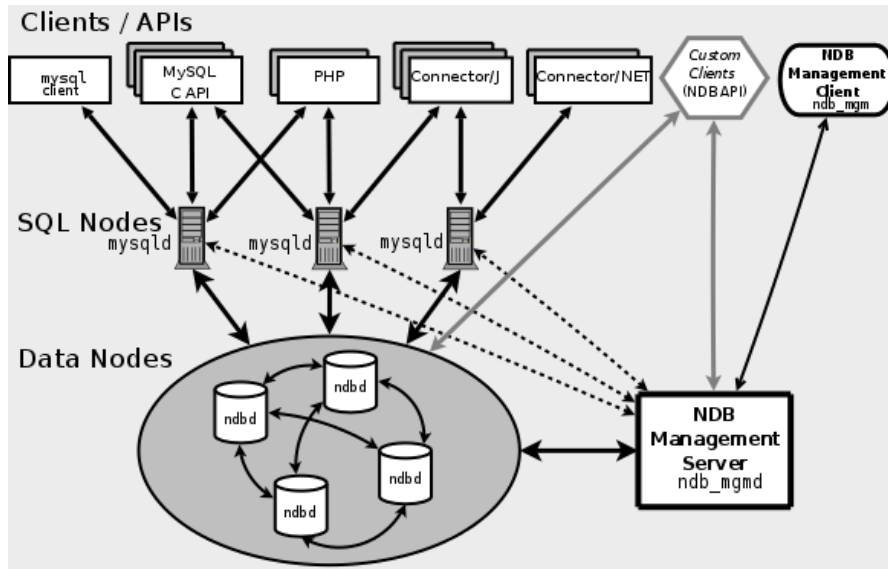 Clients / APIs
mysql
client
MySQL
C API
PHP
Connector/J
Connector/NET
Custom
Clients
(NDBAPI)
NDB
Management
Client
ndb_mgm
SQL Nodes
mysqld
mysqld
mysqld
Data Nodes
ndbd
ndbd
ndbd
ndbd
NDB
Management
Server
ndb_mgmd